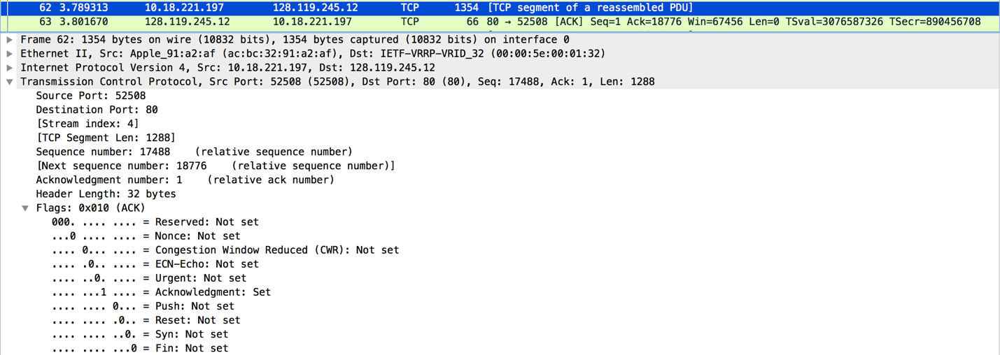 62 3.789313 10.18.221.197 128.119.245.12 TCP 1354 [TCP segment of a reassembled PDU]
63 3.801670 128.119.245.12 10.18.221.197 TCP 66 80 → 52508 [ACK] Seq=1 Ack=18776 Win=67456 Len=0 TSval=3076587326 TSecr=890456708
Frame 62: 1354 bytes on wire (10832 bits), 1354 bytes captured (10832 bits) on interface 0
Ethernet II, Src: Apple_91:a2:af (ac:bc:32:91:a2:af), Dst: IETF-VRRP-VRID_32 (00:00:5e:00:01:32)
Internet Protocol Version 4, Src: 10.18.221.197, Dst: 128.119.245.12
Transmission Control Protocol, Src Port: 52508 (52508), Dst Port: 80 (80), Seq: 17488, Ack: 1, Len: 1288
Source Port: 52508
Destination Port: 80
[Stream index: 4]
[TCP Segment Len: 1288]
Sequence number: 17488 (relative sequence number)
[Next sequence number: 18776 (relative sequence number)]
Acknowledgment number: 1 (relative ack number)
Header Length: 32 bytes
Flags: 0x010 (ACK)
000. .... .... = Reserved: Not set
...0 .... .... = Nonce: Not set
.... 0... .... = Congestion Window Reduced (CWR): Not set
.... .0.. .... = ECN-Echo: Not set
.... ..0. .... = Urgent: Not set
.... ...1 .... = Acknowledgment: Set
.... .... 0... = Push: Not set
.... .... .0.. = Reset: Not set
.... .... ..0. = Syn: Not set
.... .... ...0 = Fin: Not set